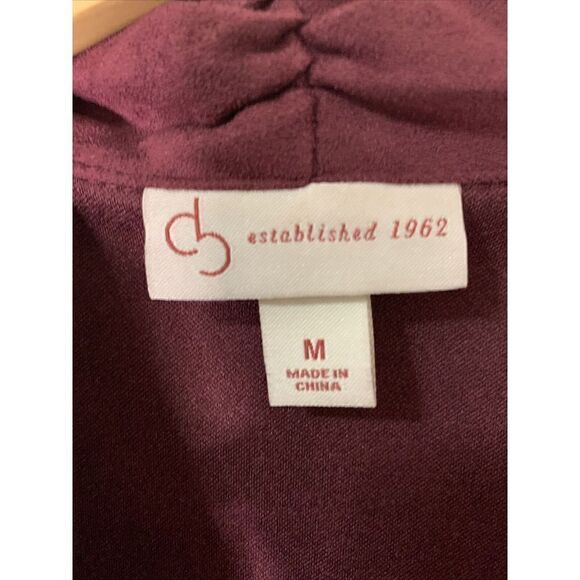 cb established 1962
M
MADE IN
CHINA